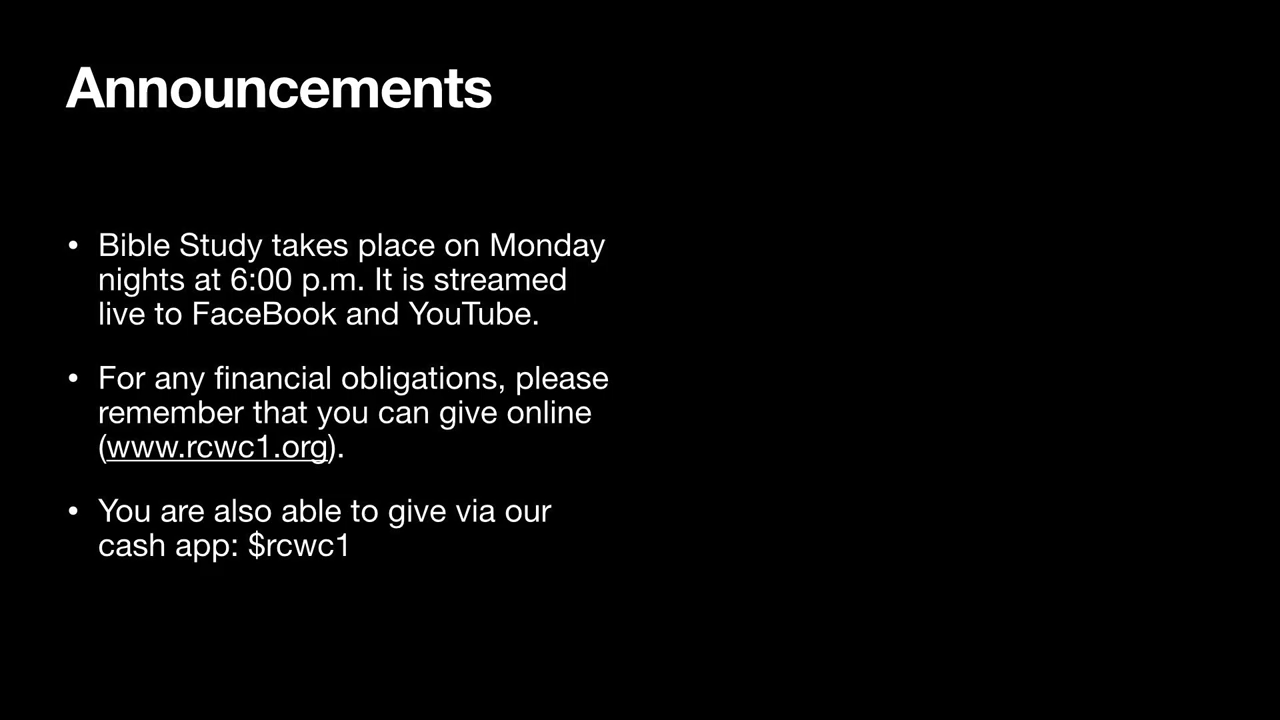 Announcements
• Bible Study takes place on Monday
nights at 6:00 p.m. It is streamed
live to FaceBook and YouTube.
• For any financial obligations, please
remember that you can give online
(www.rcwc1.org).
• You are also able to give via our
cash app: $rcwc1